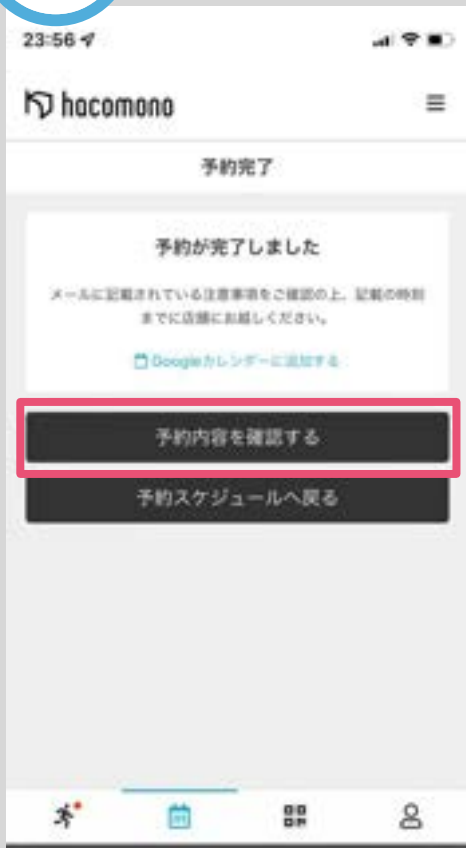 23:56
hacomono
予約完了
予約が完了しました
メールに記載されている注意事項をご確認の上、記載の時刻
までに店舗にお越しください。
Googleカレンダーに追加する
予約内容を確認する
予約スケジュールへ戻る